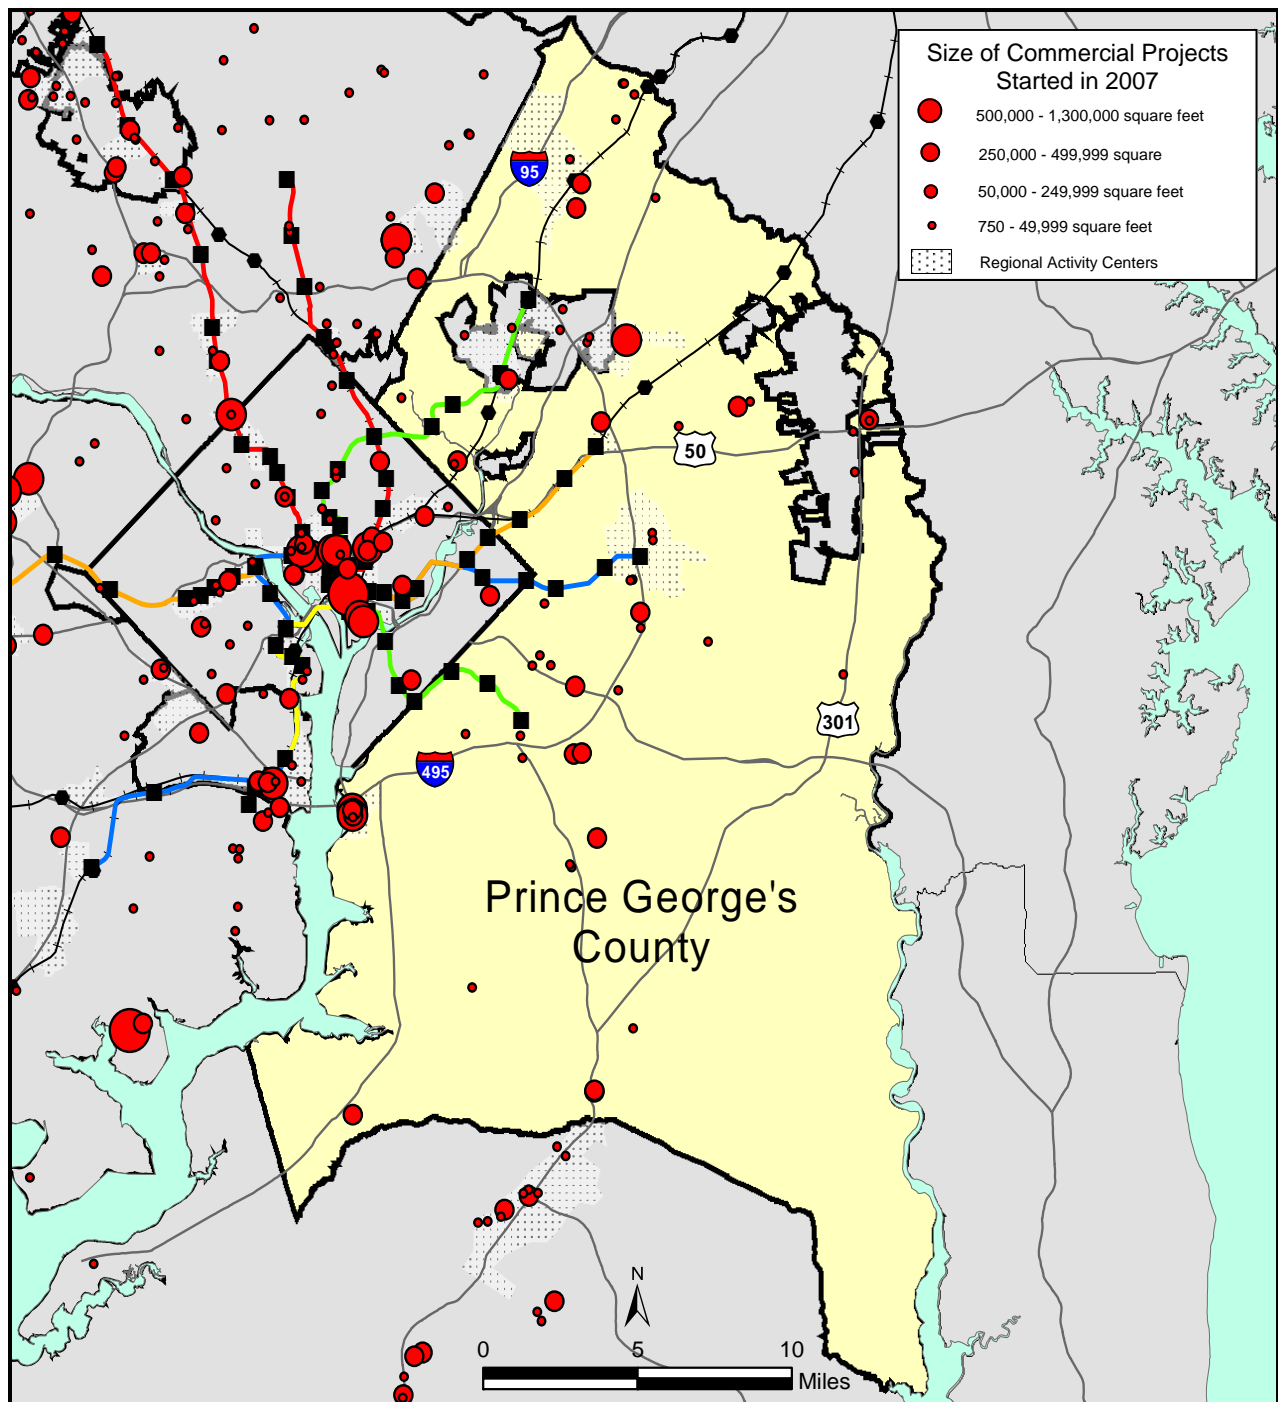 Size of Commercial Projects
Started in 2007
500,000 - 1,300,000 square feet
250,000 - 499,999 square
50,000 - 249,999 square feet
750 - 49,999 square feet
Regional Activity Centers
95
50
301
495
Prince George's
County
N
0 5 10
Miles